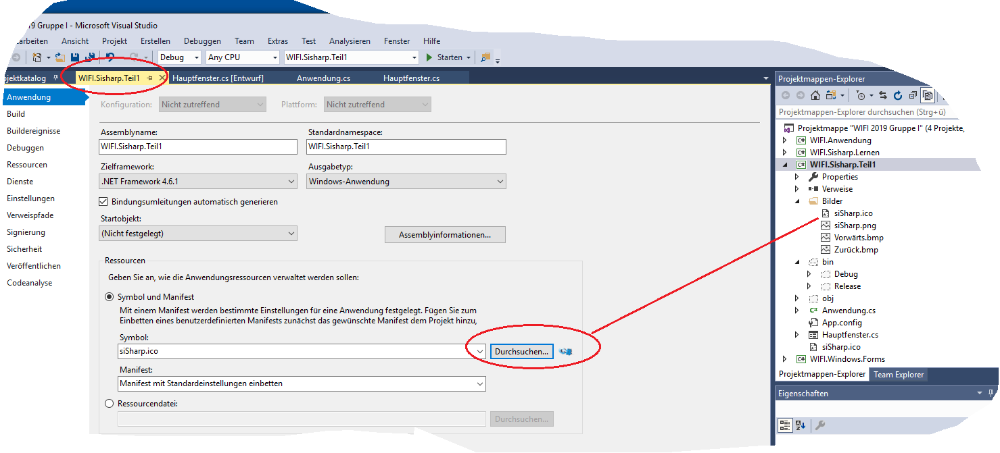 19 Gruppe I - Microsoft Visual Studio
arbeiten Ansicht Projekt Erstellen Debuggen Team Extras Test Analysieren Fenster Hilfe
Debug Any CPU WIFI.Sisharp.Teil1 Starten
jektkatalog WIFI.Sisharp.Teil1 Hauptfenster.cs [Entwurf] Anwendung.cs Hauptfenster.cs
Anwendung
Build
Buildereignisse
Debuggen
Ressourcen
Dienste
Einstellungen
Verweispfade
Signierung
Sicherheit
Veröffentlichen
Codeanalyse
Konfiguration: Nicht zutreffend Plattform: Nicht zutreffend
Assemblyname: Standardnamespace:
WIFI.Sisharp.Teil1 WIFI.Sisharp.Teil1
Zielframework: Ausgabetyp:
.NET Framework 4.6.1 Windows-Anwendung
Bindungsumleitungen automatisch generieren
Startobjekt:
(Nicht festgelegt) Assemblyinformationen...
Ressourcen
Geben Sie an, wie die Anwendungsressourcen verwaltet werden sollen:
Symbol und Manifest
Mit einem Manifest werden bestimmte Einstellungen für eine Anwendung festgelegt. Fügen Sie zum
Einbetten eines benutzerdefinierten Manifests zunächst das gewünschte Manifest dem Projekt hinzu,
Symbol:
siSharp.ico Durchsuchen...
Manifest:
Manifest mit Standardeinstellungen einbetten
Ressourcendatei:
Durchsuchen...
Projektmappen-Explorer
Projektmappen-Explorer durchsuchen (Strg+ü)
Projektmappe "WIFI 2019 Gruppe I" (4 Projekte,
C# WIFI.Anwendung
C# WIFI.Sisharp.Lernen
C# WIFI.Sisharp.Teil1
Properties
Verweise
Bilder
siSharp.ico
siSharp.png
Vorwärts.bmp
Zurück.bmp
bin
Debug
Release
obj
C# Anwendung.cs
App.config
Hauptfenster.cs
siSharp.ico
C# WIFI.Windows.Forms
Projektmappen-Explorer Team Explorer
Eigenschaften